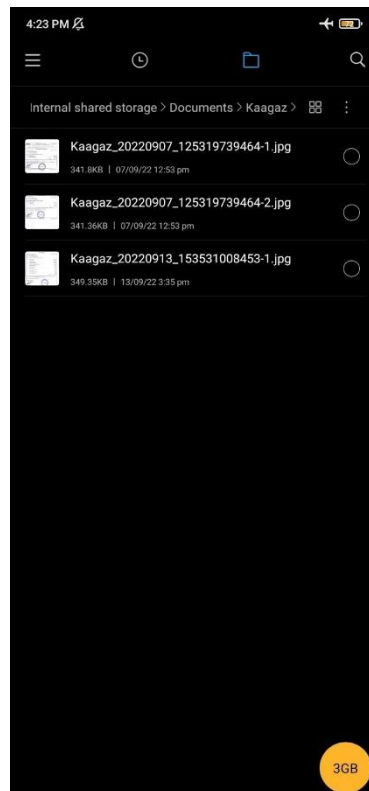 4:23 PM
Internal shared storage > Documents > Kaagaz >
Kaagaz_20220907_125319739464-1.jpg
341.8KB | 07/09/22 12:53 pm
Kaagaz_20220907_125319739464-2.jpg
341.36KB | 07/09/22 12:53 pm
Kaagaz_20220913_153531008453-1.jpg
349.35KB | 13/09/22 3:35 pm
3GB